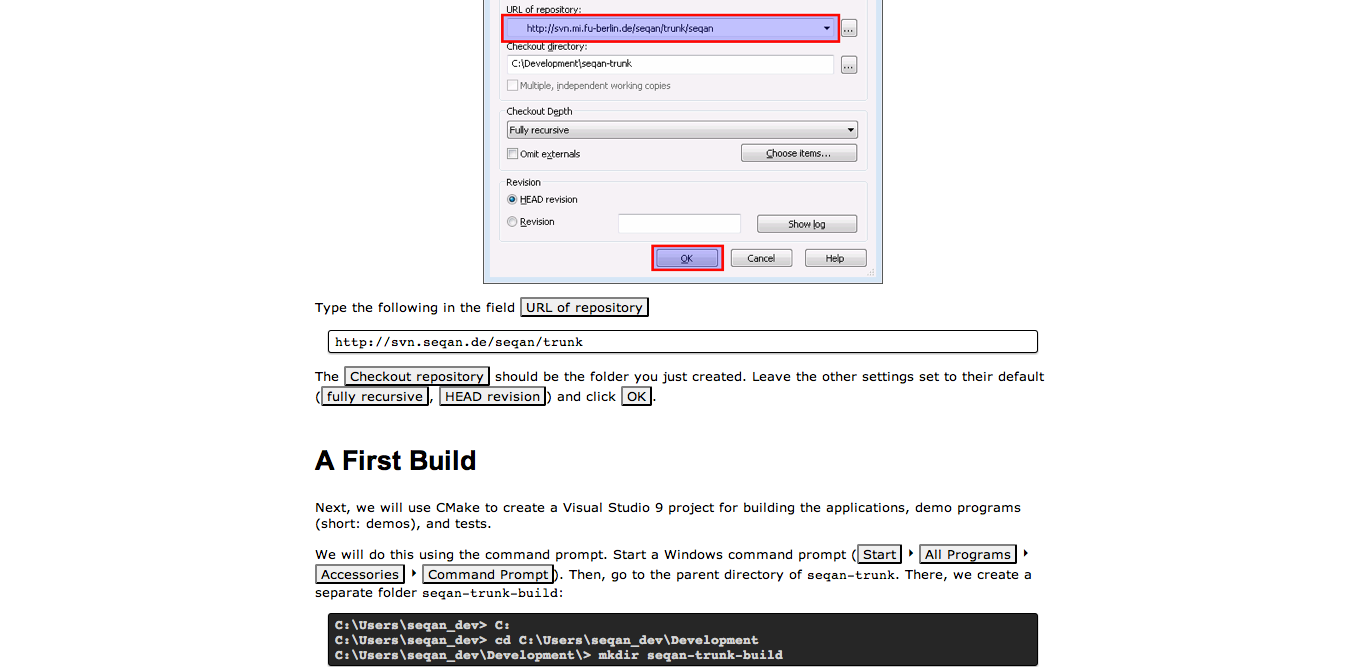 URL of repository:
http://svn.mi.fu-berlin.de/seqan/trunk/seqan
...
Checkout directory:
C:\Development\seqan-trunk
...
Multiple, independent working copies
Checkout Depth
Fully recursive
Omit externals
Choose items...
Revision
HEAD revision
Revision
Show log
OK Cancel Help
Type the following in the field URL of repository
http://svn.seqan.de/seqan/trunk
The Checkout repository should be the folder you just created. Leave the other settings set to their default
(fully recursive, HEAD revision) and click OK.
A First Build
Next, we will use CMake to create a Visual Studio 9 project for building the applications, demo programs
(short: demos), and tests.
We will do this using the command prompt. Start a Windows command prompt (Start ‣ All Programs ‣
Accessories ‣ Command Prompt). Then, go to the parent directory of seqan-trunk. There, we create a
separate folder seqan-trunk-build:
C:\Users\seqan_dev> C:
C:\Users\seqan_dev> cd C:\Users\seqan_dev\Development
C:\Users\seqan_dev\Development\> mkdir seqan-trunk-build